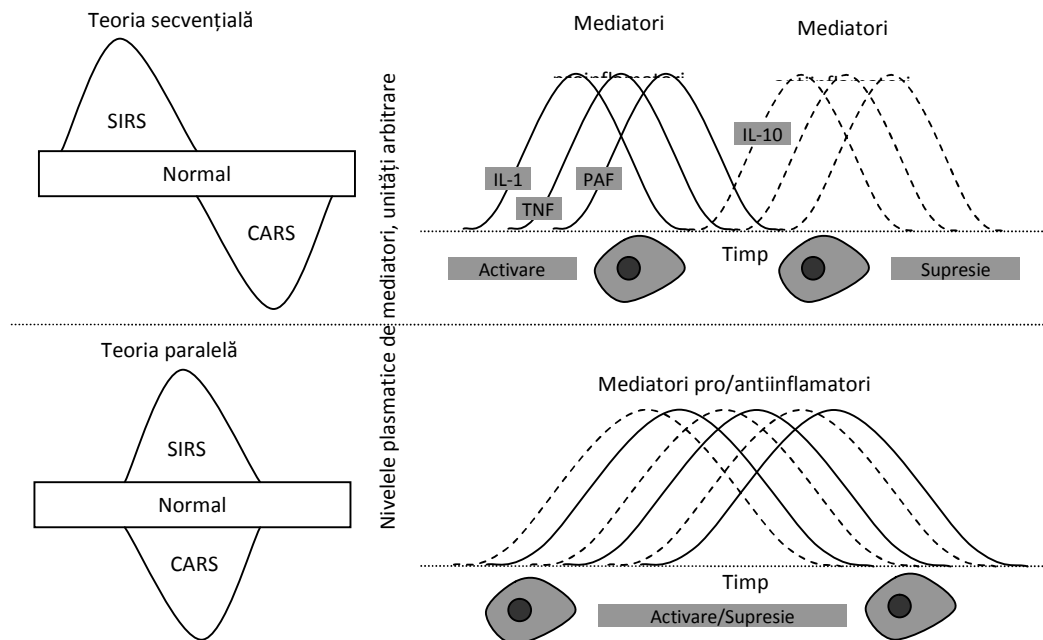 Teoria secvențială
SIRS
Normal
CARS
Nivelele plasmatice de mediatori, unități arbitrare
Mediatori
Mediatori
IL-1
TNF
PAF
IL-10
Timp
Activare
Supresie
Teoria paralelă
SIRS
Normal
CARS
Mediatori pro/antiinflamatori
Timp
Activare/Supresie